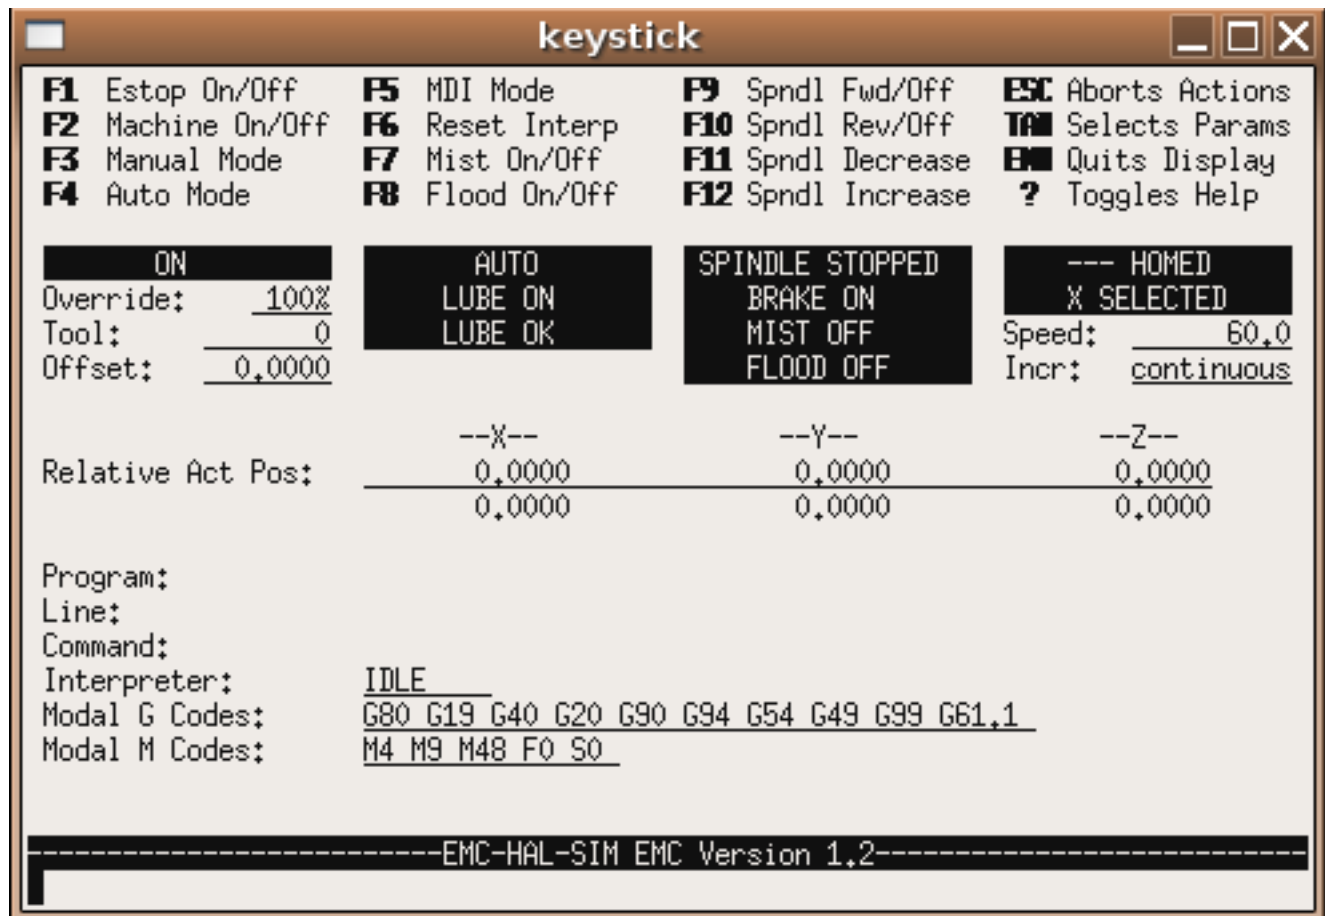 keystick
F1 Estop On/Off F5 MDI Mode F9 Spndl Fwd/Off ESC Aborts Actions
F2 Machine On/Off F6 Reset Interp F10 Spndl Rev/Off Selects Params
F3 Manual Mode F7 Mist On/Off F11 Spndl Decrease Quits Display
F4 Auto Mode F8 Flood On/Off F12 Spndl Increase ? Toggles Help
ON AUTO SPINDLE STOPPED --- HOMED
Override: 100% LUBE ON BRAKE ON X SELECTED
Tool: 0 LUBE OK MIST OFF Speed: 60.0
Offset: 0.0000 FLOOD OFF Incr: continuous
--X-- --Y-- --Z--
Relative Act Pos: 0.0000 0.0000 0.0000
0.0000 0.0000 0.0000
Program:
Line:
Command:
Interpreter: IDLE
Modal G Codes: G80 G19 G40 G20 G90 G94 G54 G49 G99 G61.1
Modal M Codes: M4 M9 M48 F0 S0
--------------------------EMC-HAL-SIM EMC Version 1.2---------------------------